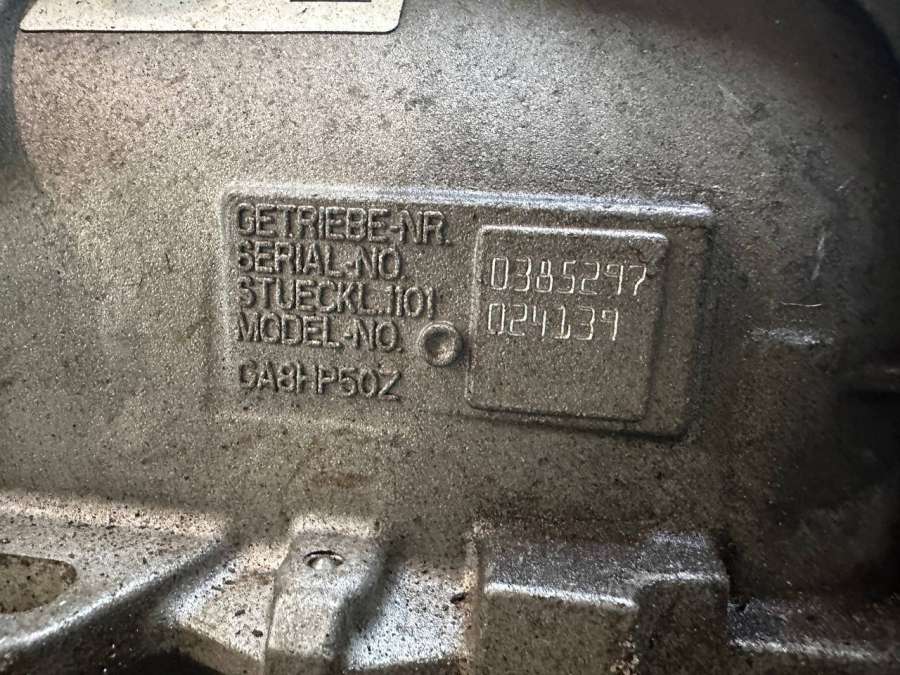 GETRIEBE-NR.
SERIAL-NO.
0385297
STUECKL.1101
024139
MODEL-NO.
GA8HP50Z